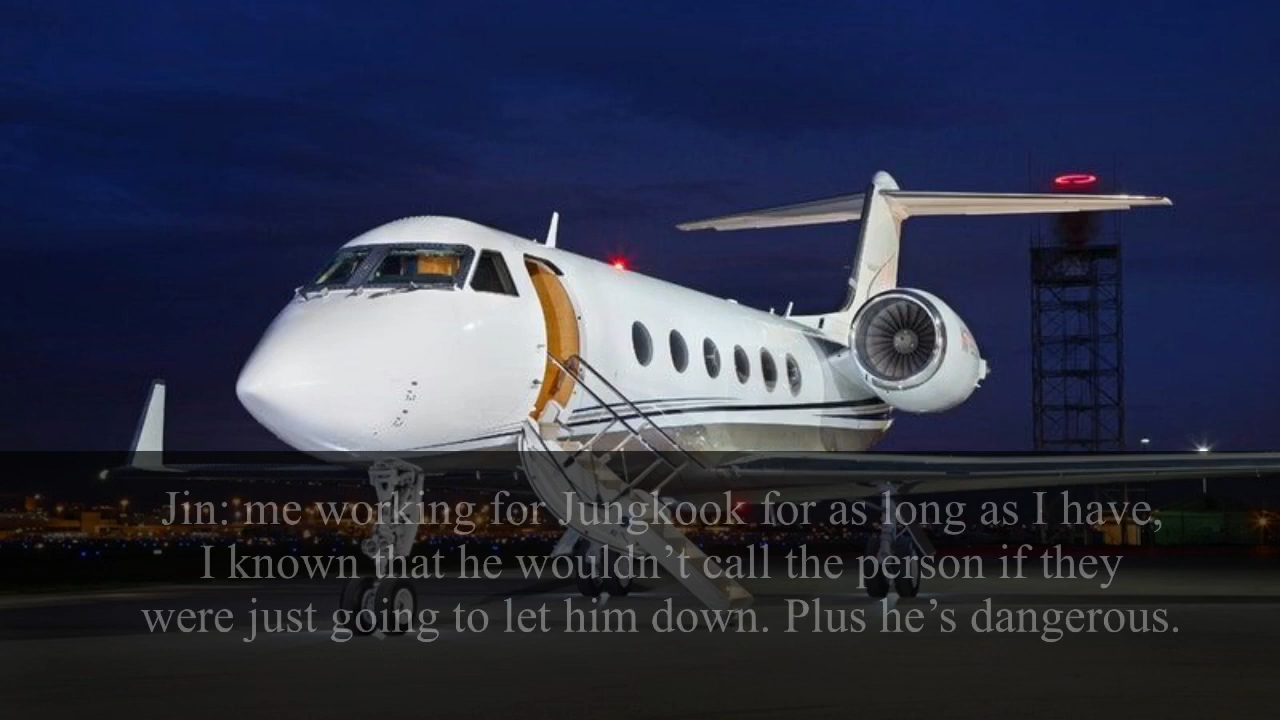 Jin: me working for Jungkook for as long as I have,
I known that he wouldn’t call the person if they
were just going to let him down. Plus he’s dangerous.